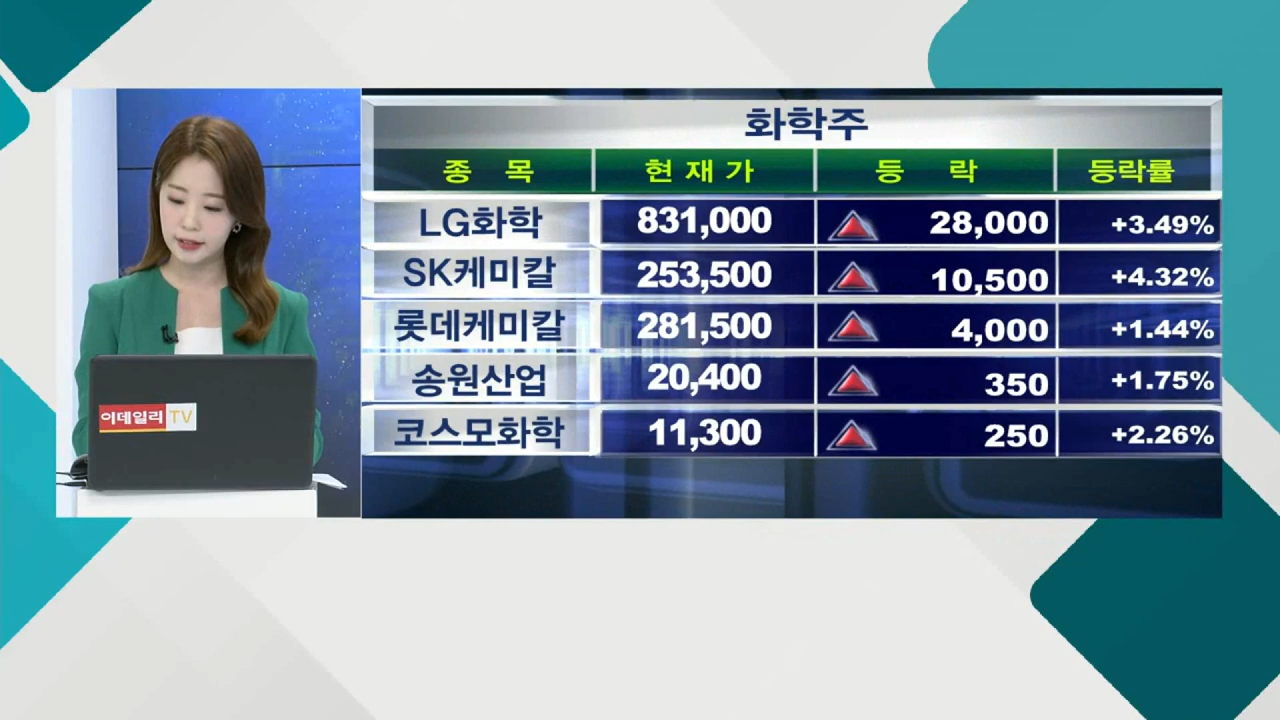 화학주
종 목 현 재 가 등 락 등락률
LG화학 831,000 28,000 +3.49%
SK케미칼 253,500 10,500 +4.32%
롯데케미칼 281,500 4,000 +1.44%
송원산업 20,400 350 +1.75%
코스모화학 11,300 250 +2.26%
이데일리 TV